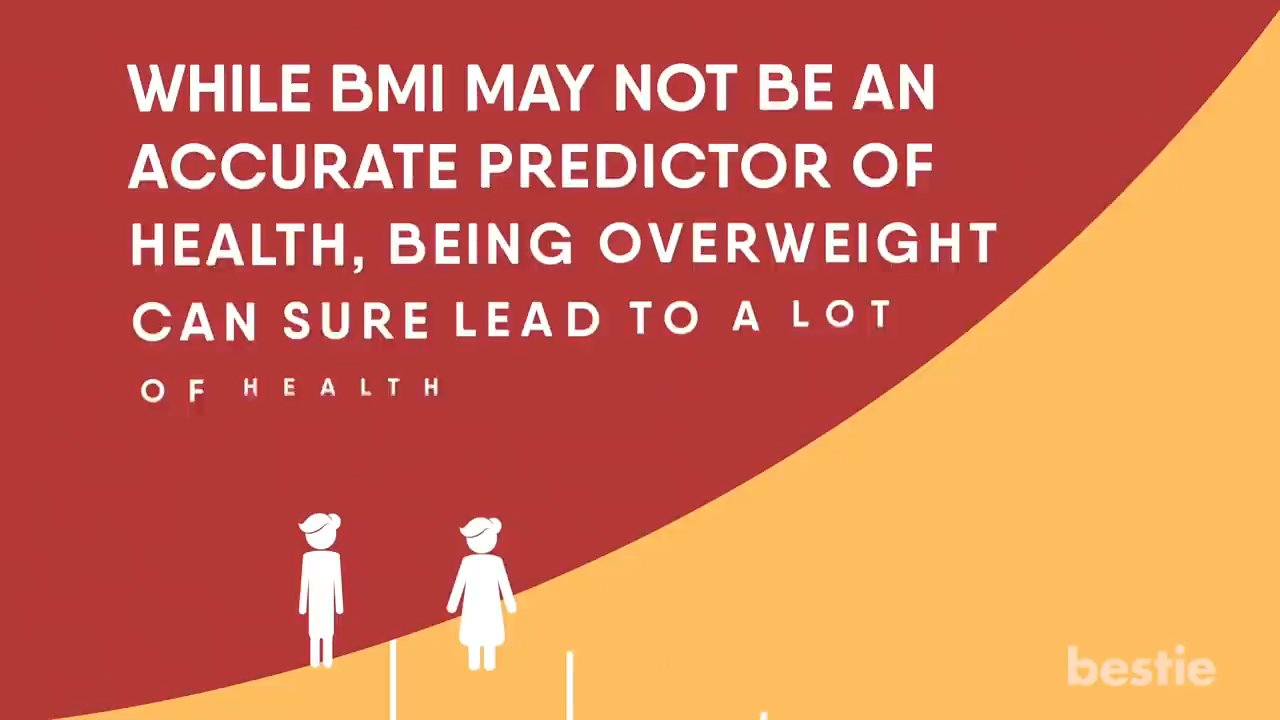 WHILE BMI MAY NOT BE AN
ACCURATE PREDICTOR OF
HEALTH, BEING OVERWEIGHT
CAN SURE LEAD TO A LOT
OF HEALTH
bestie